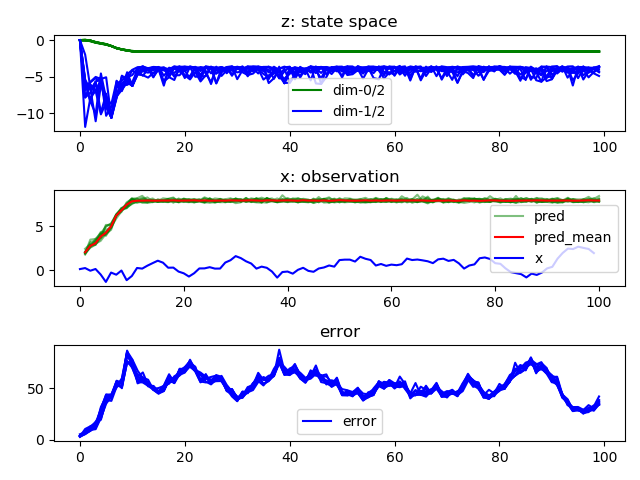 z: state space
0
−5
−10
dim-0/2
dim-1/2
0 20 40 60 80 100
x: observation
5
0
pred
pred_mean
x
0 20 40 60 80 100
error
50
0
error
0 20 40 60 80 100